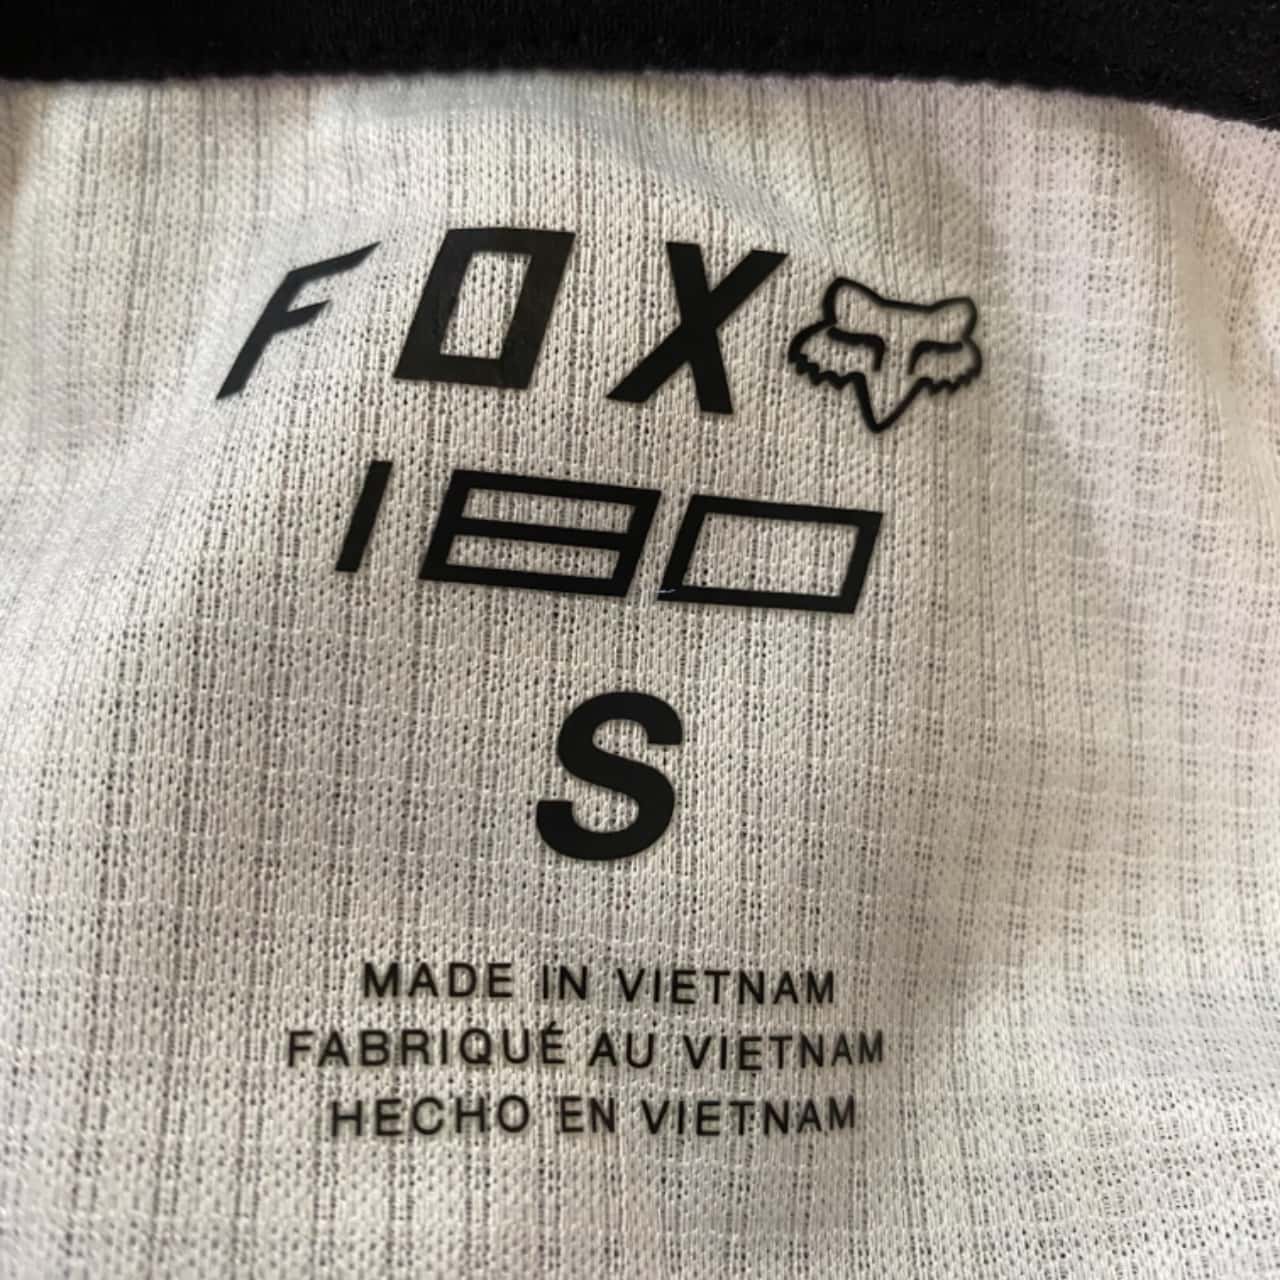 FOX
180
S
MADE IN VIETNAM
FABRIQUÉ AU VIETNAM
HECHO EN VIETNAM